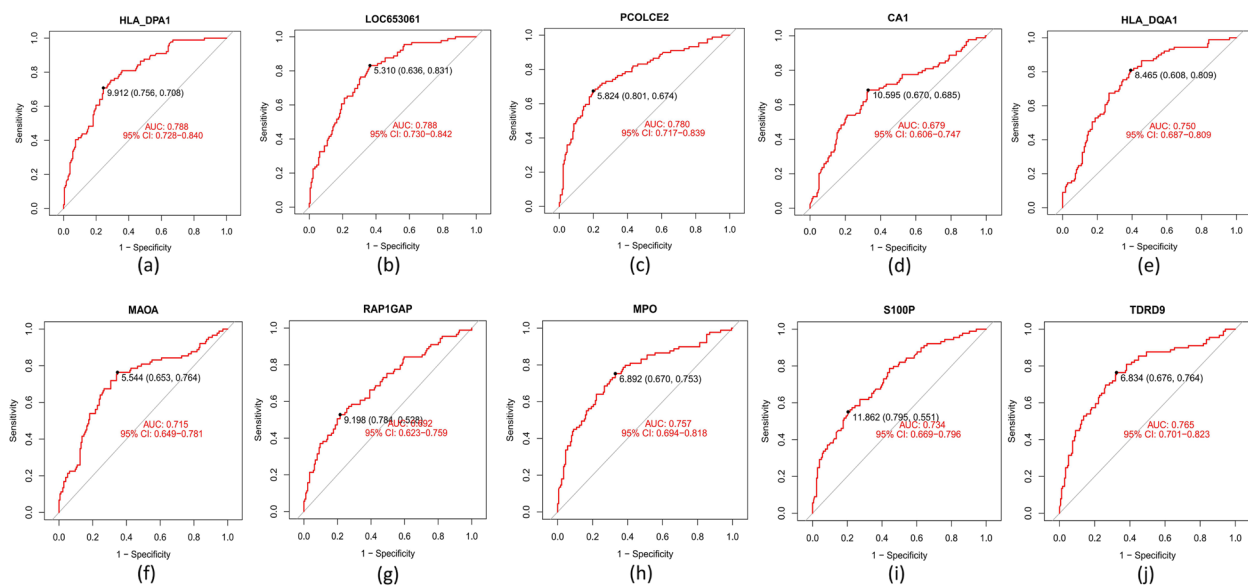 HLA_DPA1
Sensitivity
0.0 0.2 0.4 0.6 0.8 1.0
9.912 (0.756, 0.708)
AUC: 0.788
95% CI: 0.728−0.840
0.0 0.2 0.4 0.6 0.8 1.0
1 − Specificity
(a)
LOC653061
Sensitivity
0.0 0.2 0.4 0.6 0.8 1.0
5.310 (0.636, 0.831)
AUC: 0.788
95% CI: 0.730−0.842
0.0 0.2 0.4 0.6 0.8 1.0
1 − Specificity
(b)
PCOLCE2
Sensitivity
0.0 0.2 0.4 0.6 0.8 1.0
5.824 (0.801, 0.674)
AUC: 0.780
95% CI: 0.717−0.839
0.0 0.2 0.4 0.6 0.8 1.0
1 − Specificity
(c)
CA1
Sensitivity
0.0 0.2 0.4 0.6 0.8 1.0
10.595 (0.670, 0.685)
AUC: 0.679
95% CI: 0.606−0.747
0.0 0.2 0.4 0.6 0.8 1.0
1 − Specificity
(d)
HLA_DQA1
Sensitivity
0.0 0.2 0.4 0.6 0.8 1.0
8.465 (0.608, 0.809)
AUC: 0.750
95% CI: 0.687−0.809
0.0 0.2 0.4 0.6 0.8 1.0
1 − Specificity
(e)
MAOA
Sensitivity
0.0 0.2 0.4 0.6 0.8 1.0
5.544 (0.653, 0.764)
AUC: 0.715
95% CI: 0.649−0.781
0.0 0.2 0.4 0.6 0.8 1.0
1 − Specificity
(f)
RAP1GAP
Sensitivity
0.0 0.2 0.4 0.6 0.8 1.0
9.198 (0.784, 0.528)
AUC: 0.692
95% CI: 0.623−0.759
0.0 0.2 0.4 0.6 0.8 1.0
1 − Specificity
(g)
MPO
Sensitivity
0.0 0.2 0.4 0.6 0.8 1.0
6.892 (0.670, 0.753)
AUC: 0.757
95% CI: 0.694−0.818
0.0 0.2 0.4 0.6 0.8 1.0
1 − Specificity
(h)
S100P
Sensitivity
0.0 0.2 0.4 0.6 0.8 1.0
11.862 (0.795, 0.551)
AUC: 0.734
95% CI: 0.669−0.796
0.0 0.2 0.4 0.6 0.8 1.0
1 − Specificity
(i)
TDRD9
Sensitivity
0.0 0.2 0.4 0.6 0.8 1.0
6.834 (0.676, 0.764)
AUC: 0.765
95% CI: 0.701−0.823
0.0 0.2 0.4 0.6 0.8 1.0
1 − Specificity
(j)